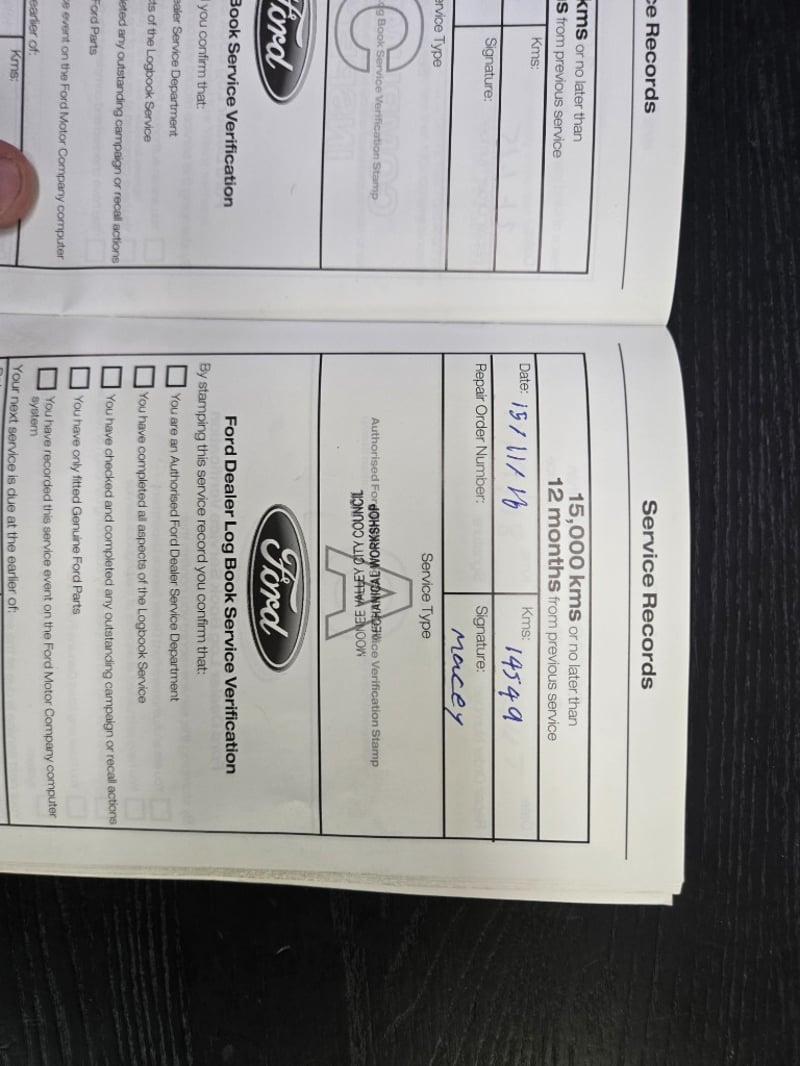 ce Records
kms or no later than
s from previous service
Kms:
Signature:
ervice Type
C
og Book Service Verification Stamp
Ford
Book Service Verification
you confirm that:
ealer Service Department
ts of the Logbook Service
eted any outstanding campaign or recall actions
Ford Parts
e event on the Ford Motor Company computer
earlier of:
Kms:
Service Records
15,000 kms or no later than
12 months from previous service
Date: 15/11/18 Kms: 14549
Repair Order Number: Signature: Macey
Service Type
A
Authorised Ford Service Verification Stamp
MOONEE VALLEY CITY COUNCIL
MECHANICAL WORKSHOP
Ford
Ford Dealer Log Book Service Verification
By stamping this service record you confirm that:
You are an Authorised Ford Dealer Service Department
You have completed all aspects of the Logbook Service
You have checked and completed any outstanding campaign or recall actions
You have only fitted Genuine Ford Parts
You have recorded this service event on the Ford Motor Company computer
system
Your next service is due at the earlier of: